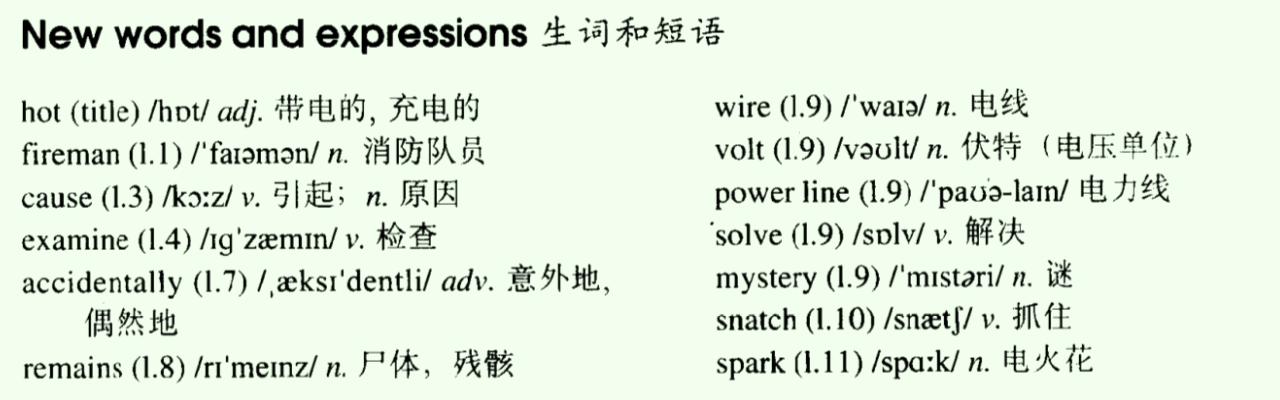 New words and expressions 生词和短语
hot (title) /hɒt/ adj. 带电的, 充电的
fireman (l.1) /ˈfaɪəmən/ n. 消防队员
cause (l.3) /kɔːz/ v. 引起；n. 原因
examine (l.4) /ɪgˈzæmɪn/ v. 检查
accidentally (l.7) /ˌæksɪˈdentli/ adv. 意外地,
偶然地
remains (l.8) /rɪˈmeɪnz/ n. 尸体，残骸
wire (l.9) /ˈwaɪə/ n. 电线
volt (l.9) /vəʊlt/ n. 伏特（电压单位）
power line (l.9) /ˈpaʊə-laɪn/ 电力线
solve (l.9) /sɒlv/ v. 解决
mystery (l.9) /ˈmɪstəri/ n. 谜
snatch (l.10) /snætʃ/ v. 抓住
spark (l.11) /spɑːk/ n. 电火花